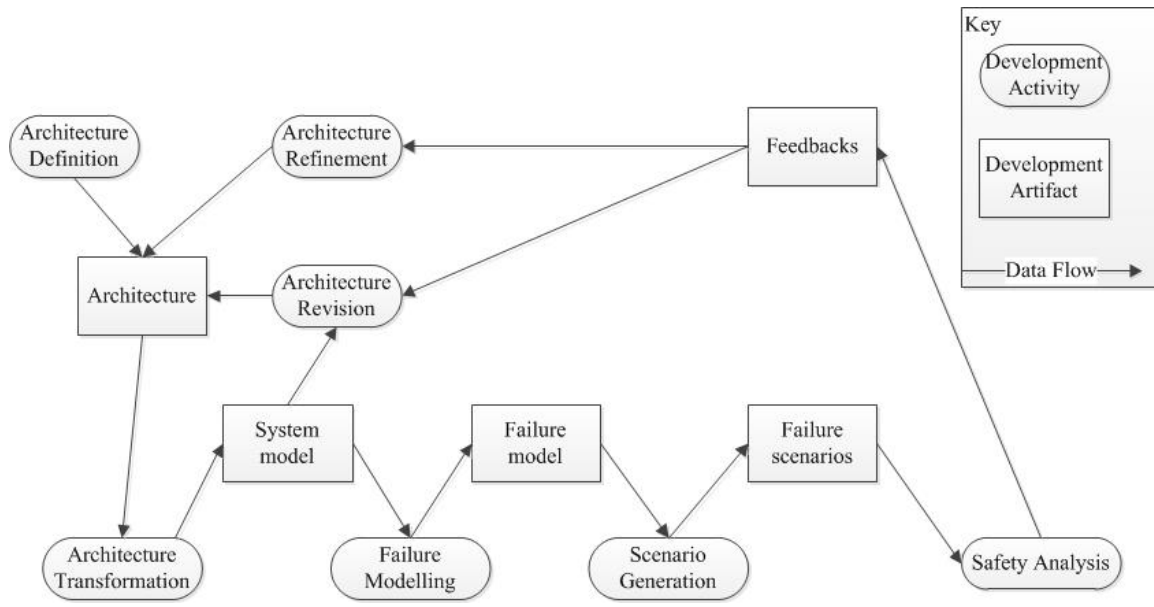 Key
Development
Activity
Architecture
Definition
Architecture
Refinement
Feedbacks
Development
Artifact
Architecture
Architecture
Revision
Data Flow
System
model
Failure
model
Failure
scenarios
Architecture
Transformation
Failure
Modelling
Scenario
Generation
Safety Analysis